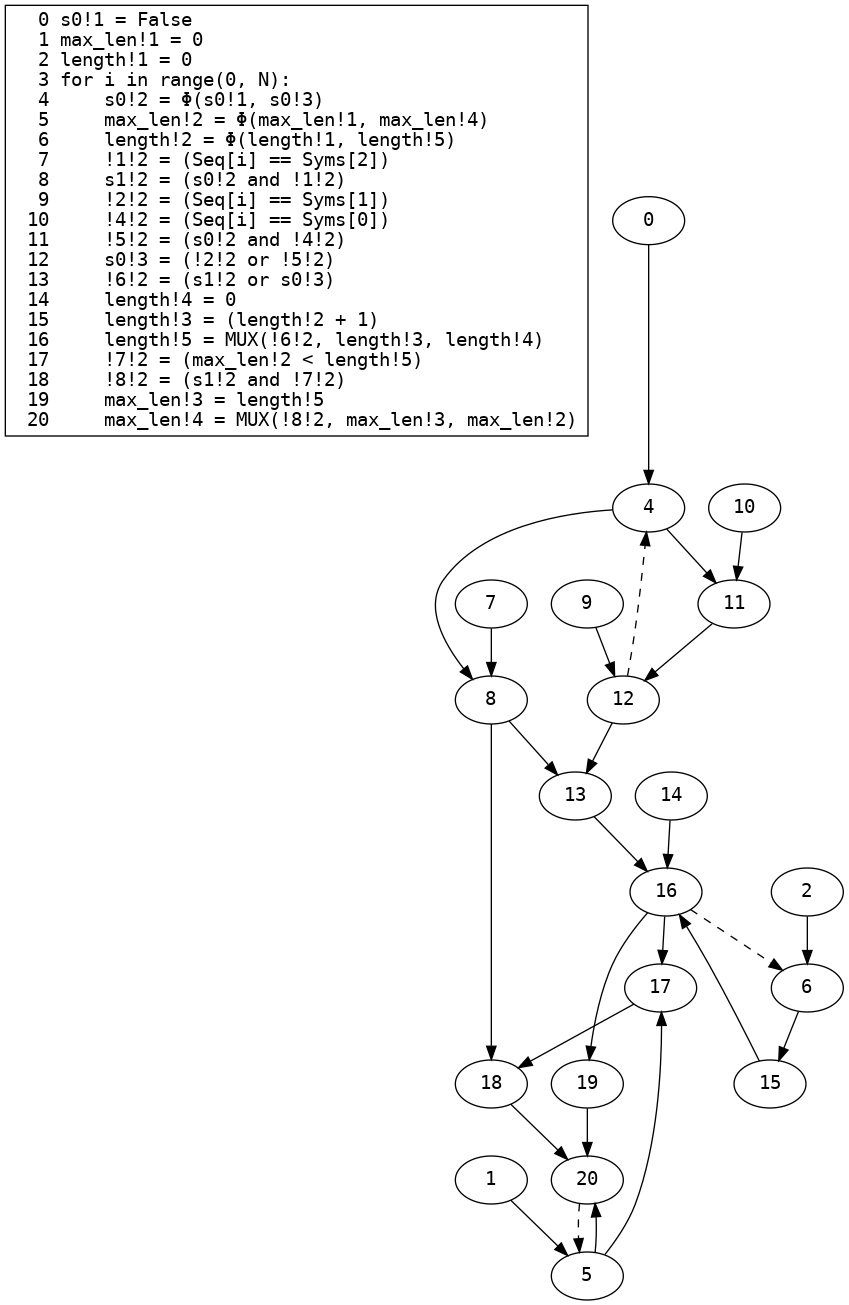 0 s0!1 = False
1 max_len!1 = 0
2 length!1 = 0
3 for i in range(0, N):
4     s0!2 = Φ(s0!1, s0!3)
5     max_len!2 = Φ(max_len!1, max_len!4)
6     length!2 = Φ(length!1, length!5)
7     !1!2 = (Seq[i] == Syms[2])
8     s1!2 = (s0!2 and !1!2)
9     !2!2 = (Seq[i] == Syms[1])
10     !4!2 = (Seq[i] == Syms[0])
11     !5!2 = (s0!2 and !4!2)
12     s0!3 = (!2!2 or !5!2)
13     !6!2 = (s1!2 or s0!3)
14     length!4 = 0
15     length!3 = (length!2 + 1)
16     length!5 = MUX(!6!2, length!3, length!4)
17     !7!2 = (max_len!2 < length!5)
18     !8!2 = (s1!2 and !7!2)
19     max_len!3 = length!5
20     max_len!4 = MUX(!8!2, max_len!3, max_len!2)
0
4
10
7
9
11
8
12
13
14
16
2
17
6
18
19
15
1
20
5